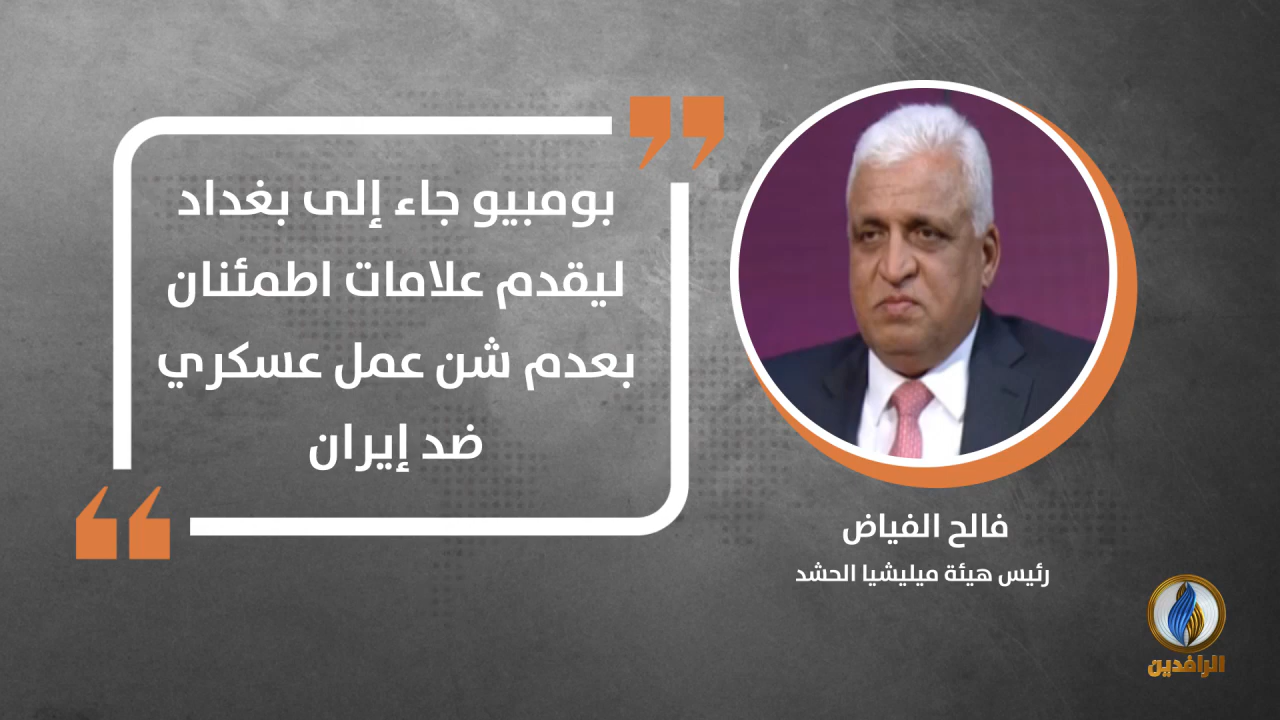 بومبيو جاء إلى بغداد
ليقدم علامات اطمئنان
بعدم شن عمل عسكري
ضد إيران
فالح الفياض
رئيس هيئة ميليشيا الحشد
الرافدين